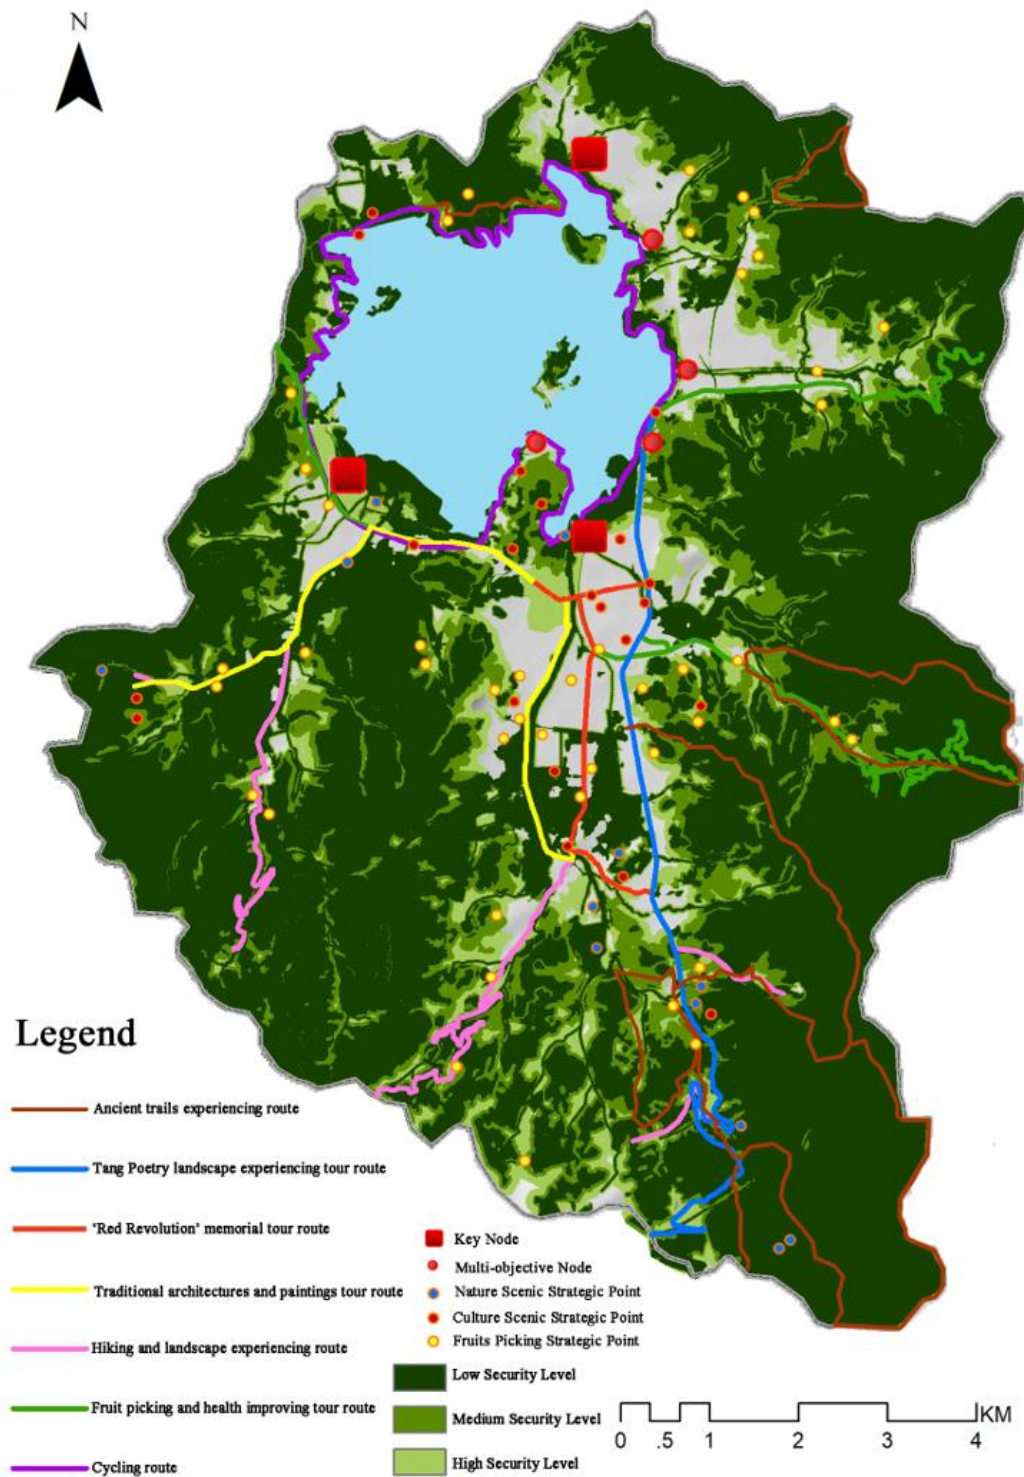 N
Legend
Ancient trails experiencing route
Tang Poetry landscape experiencing tour route
'Red Revolution' memorial tour route
Traditional architectures and paintings tour route
Hiking and landscape experiencing route
Fruit picking and health improving tour route
Cycling route
Key Node
Multi-objective Node
Nature Scenic Strategic Point
Culture Scenic Strategic Point
Fruits Picking Strategic Point
Low Security Level
Medium Security Level
High Security Level
KM
0 .5 1 2 3 4